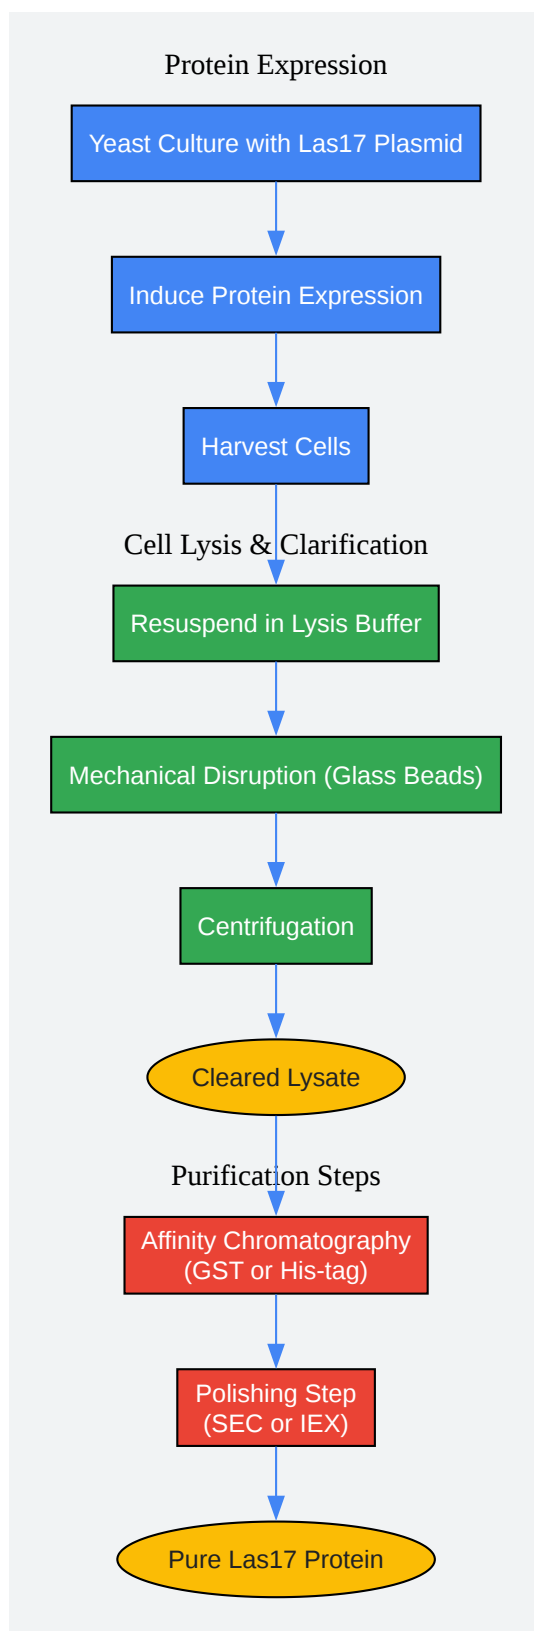 Protein Expression
Yeast Culture with Las17 Plasmid
Induce Protein Expression
Harvest Cells
Cell Lysis & Clarification
Resuspend in Lysis Buffer
Mechanical Disruption (Glass Beads)
Centrifugation
Cleared Lysate
Purification Steps
Affinity Chromatography
(GST or His-tag)
Polishing Step
(SEC or IEX)
Pure Las17 Protein